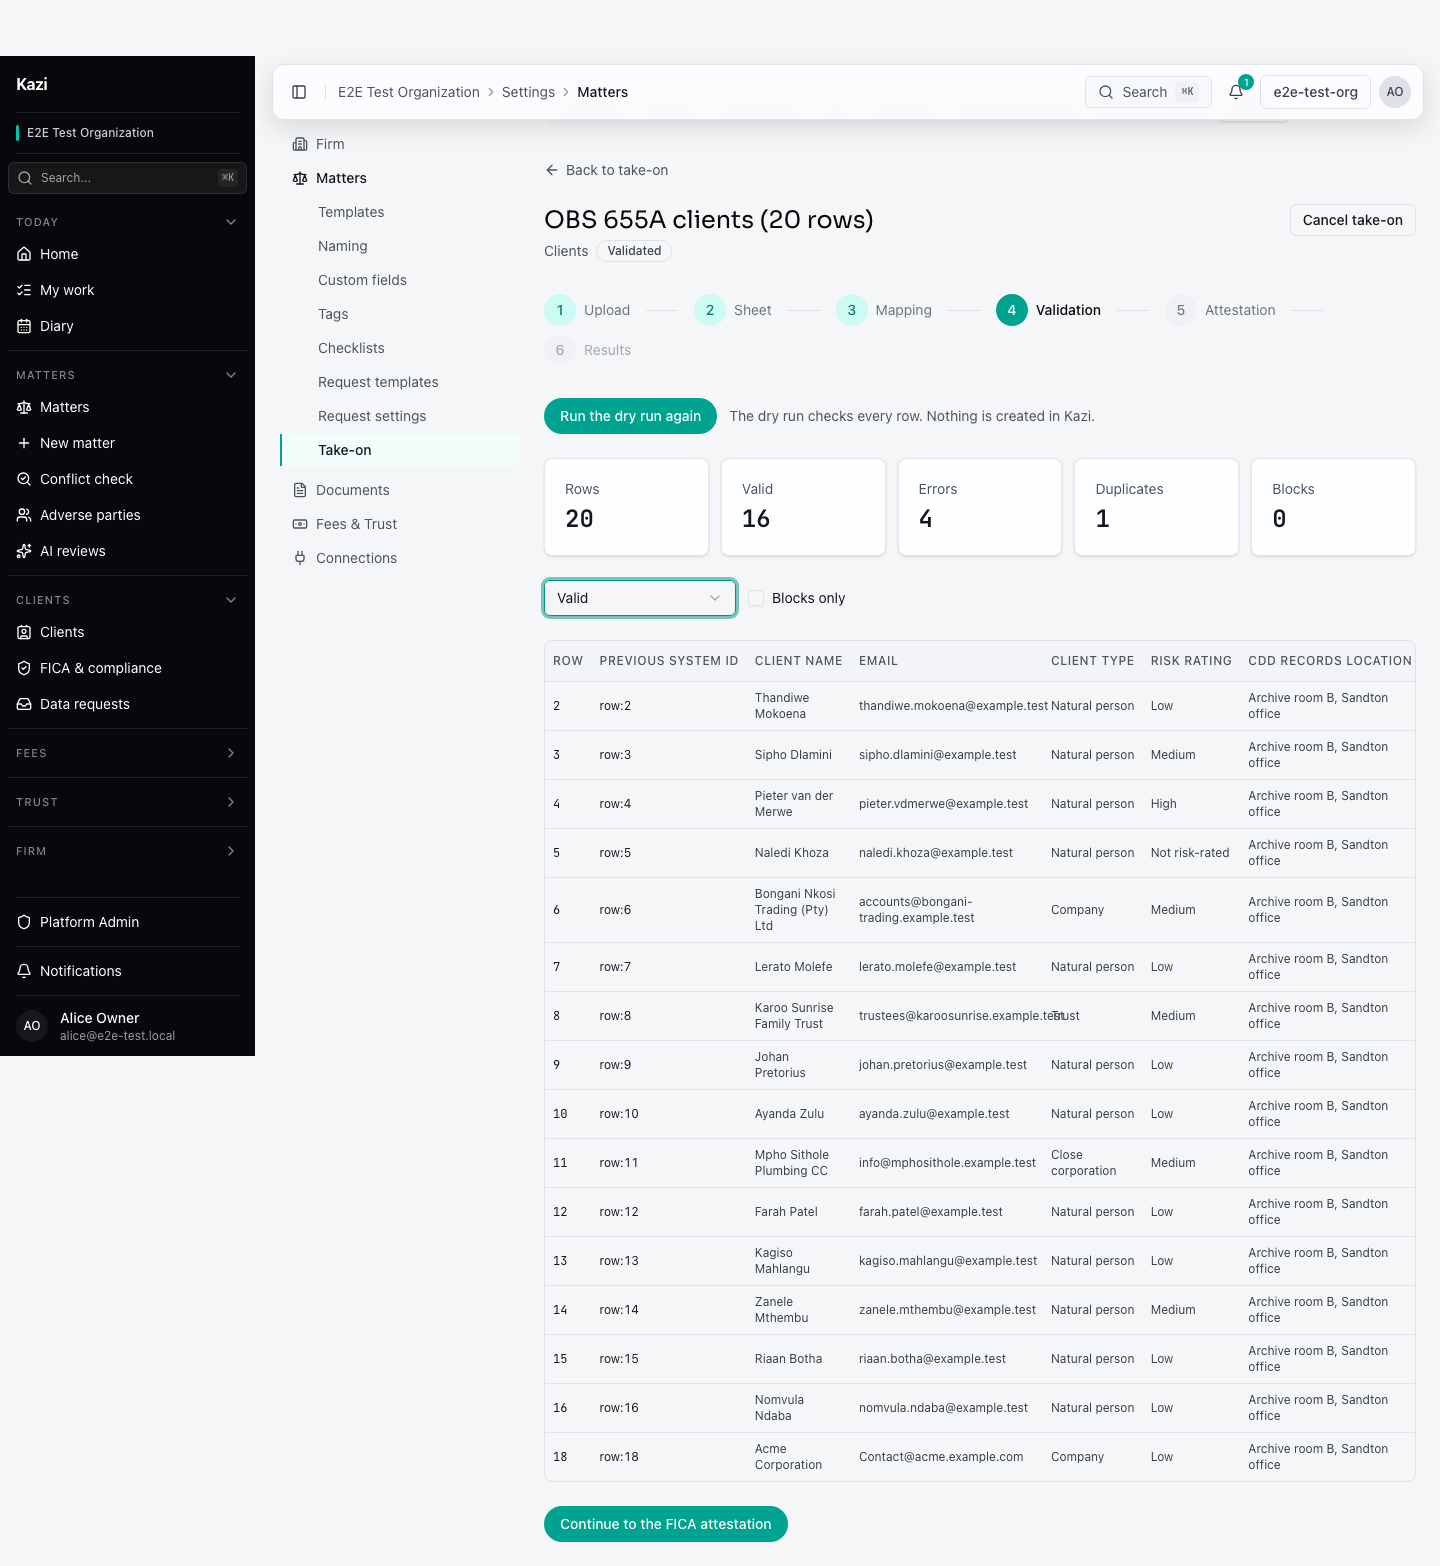 Kazi
E2E Test Organization
Search...
⌘K
TODAY
Home
My work
Diary
MATTERS
Matters
New matter
Conflict check
Adverse parties
AI reviews
CLIENTS
Clients
FICA & compliance
Data requests
FEES
TRUST
FIRM
Platform Admin
Notifications
AO
Alice Owner
alice@e2e-test.local
E2E Test Organization > Settings > Matters
Search ⌘K
1
e2e-test-org
AO
Firm
Matters
Templates
Naming
Custom fields
Tags
Checklists
Request templates
Request settings
Take-on
Documents
Fees & Trust
Connections
Back to take-on
OBS 655A clients (20 rows)
Cancel take-on
Clients Validated
1 Upload 2 Sheet 3 Mapping 4 Validation 5 Attestation
6 Results
Run the dry run again The dry run checks every row. Nothing is created in Kazi.
Rows Valid Errors Duplicates Blocks
20 16 4 1 0
Valid Blocks only
ROW PREVIOUS SYSTEM ID CLIENT NAME EMAIL CLIENT TYPE RISK RATING CDD RECORDS LOCATION
2 row:2 Thandiwe Mokoena thandiwe.mokoena@example.test Natural person Low Archive room B, Sandton office
3 row:3 Sipho Dlamini sipho.dlamini@example.test Natural person Medium Archive room B, Sandton office
4 row:4 Pieter van der Merwe pieter.vdmerwe@example.test Natural person High Archive room B, Sandton office
5 row:5 Naledi Khoza naledi.khoza@example.test Natural person Not risk-rated Archive room B, Sandton office
6 row:6 Bongani Nkosi Trading (Pty) Ltd accounts@bongani-trading.example.test Company Medium Archive room B, Sandton office
7 row:7 Lerato Molefe lerato.molefe@example.test Natural person Low Archive room B, Sandton office
8 row:8 Karoo Sunrise Family Trust trustees@karoosunrise.example.test Trust Medium Archive room B, Sandton office
9 row:9 Johan Pretorius johan.pretorius@example.test Natural person Low Archive room B, Sandton office
10 row:10 Ayanda Zulu ayanda.zulu@example.test Natural person Low Archive room B, Sandton office
11 row:11 Mpho Sithole Plumbing CC info@mphosithole.example.test Close corporation Medium Archive room B, Sandton office
12 row:12 Farah Patel farah.patel@example.test Natural person Low Archive room B, Sandton office
13 row:13 Kagiso Mahlangu kagiso.mahlangu@example.test Natural person Low Archive room B, Sandton office
14 row:14 Zanele Mthembu zanele.mthembu@example.test Natural person Medium Archive room B, Sandton office
15 row:15 Riaan Botha riaan.botha@example.test Natural person Low Archive room B, Sandton office
16 row:16 Nomvula Ndaba nomvula.ndaba@example.test Natural person Low Archive room B, Sandton office
18 row:18 Acme Corporation Contact@acme.example.com Company Low Archive room B, Sandton office
Continue to the FICA attestation